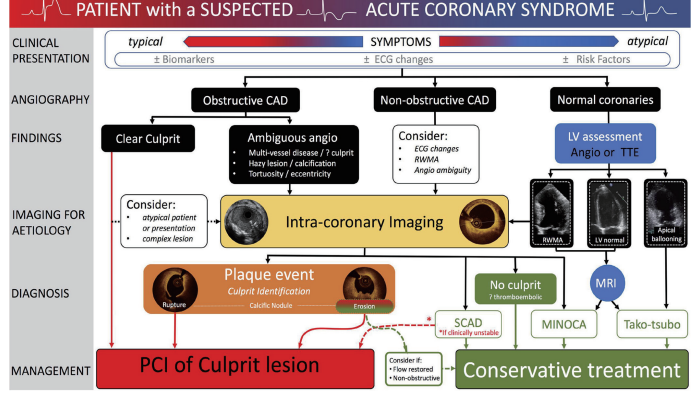 PATIENT with a SUSPECTED ACUTE CORONARY SYNDROME
CLINICAL
PRESENTATION
typical
SYMPTOMS
atypical
± Biomarkers
± ECG changes
± Risk Factors
ANGIOGRAPHY
Obstructive CAD
Non-obstructive CAD
Normal coronaries
FINDINGS
Clear Culprit
Ambiguous angio
• Multi-vessel disease / ? culprit
• Hazy lesion / calcification
• Tortuosity / eccentricity
Consider:
• ECG changes
• RWMA
• Angio ambiguity
LV assessment
Angio or TTE
IMAGING FOR
AETIOLOGY
Consider:
• atypical patient
or presentation
• complex lesion
Intra-coronary Imaging
RWMA
LV normal
Apical
ballooning
DIAGNOSIS
Plaque event
Culprit Identification
Rupture
Calcific Nodule
Erosion
No culprit
? thromboembolic
MRI
*
SCAD
*If clinically unstable
MINOCA
Tako-tsubo
MANAGEMENT
PCI of Culprit lesion
Consider if:
• Flow restored
• Non-obstructive
Conservative treatment